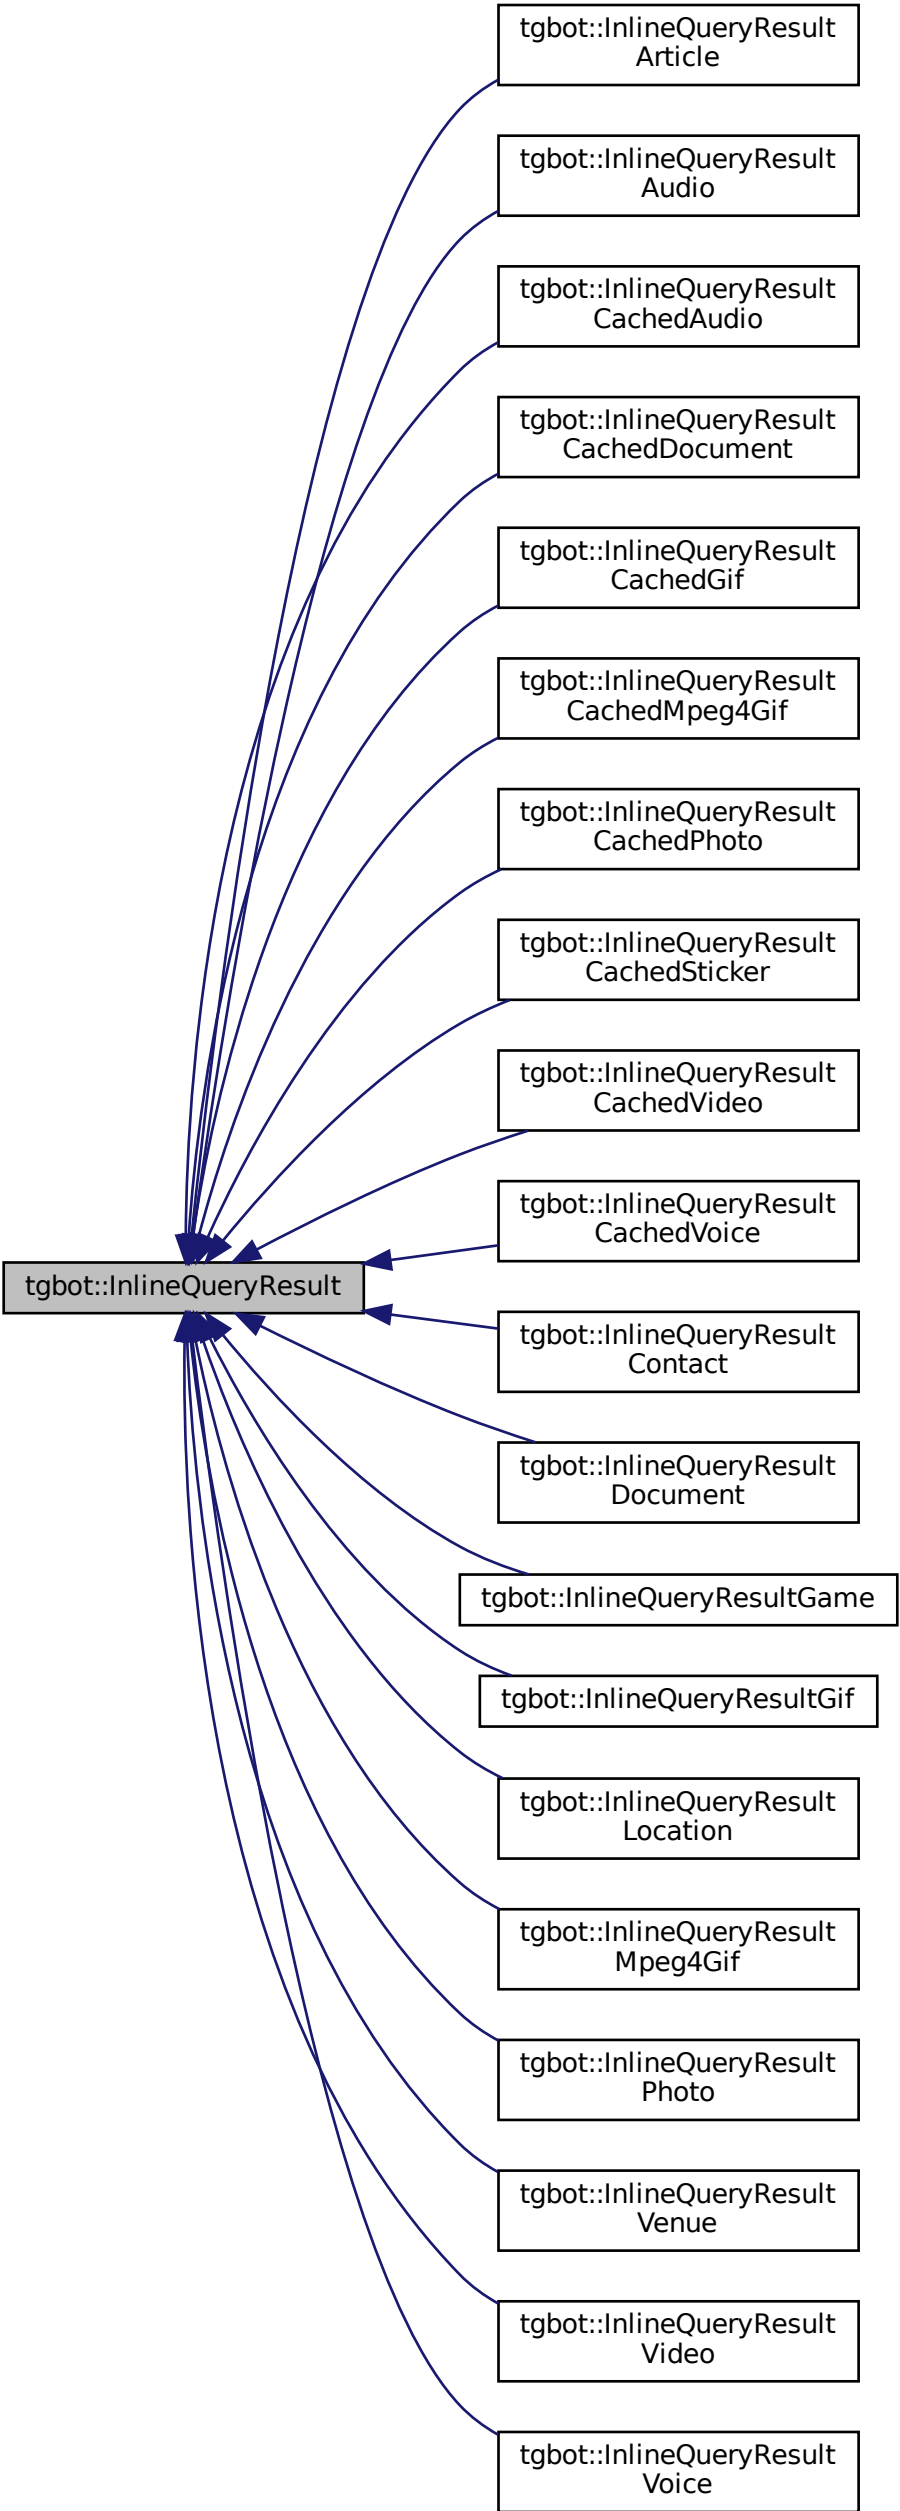 tgbot::InlineQueryResult
Article
tgbot::InlineQueryResult
Audio
tgbot::InlineQueryResult
CachedAudio
tgbot::InlineQueryResult
CachedDocument
tgbot::InlineQueryResult
CachedGif
tgbot::InlineQueryResult
CachedMpeg4Gif
tgbot::InlineQueryResult
CachedPhoto
tgbot::InlineQueryResult
CachedSticker
tgbot::InlineQueryResult
CachedVideo
tgbot::InlineQueryResult
CachedVoice
tgbot::InlineQueryResult
tgbot::InlineQueryResult
Contact
tgbot::InlineQueryResult
Document
tgbot::InlineQueryResultGame
tgbot::InlineQueryResultGif
tgbot::InlineQueryResult
Location
tgbot::InlineQueryResult
Mpeg4Gif
tgbot::InlineQueryResult
Photo
tgbot::InlineQueryResult
Venue
tgbot::InlineQueryResult
Video
tgbot::InlineQueryResult
Voice